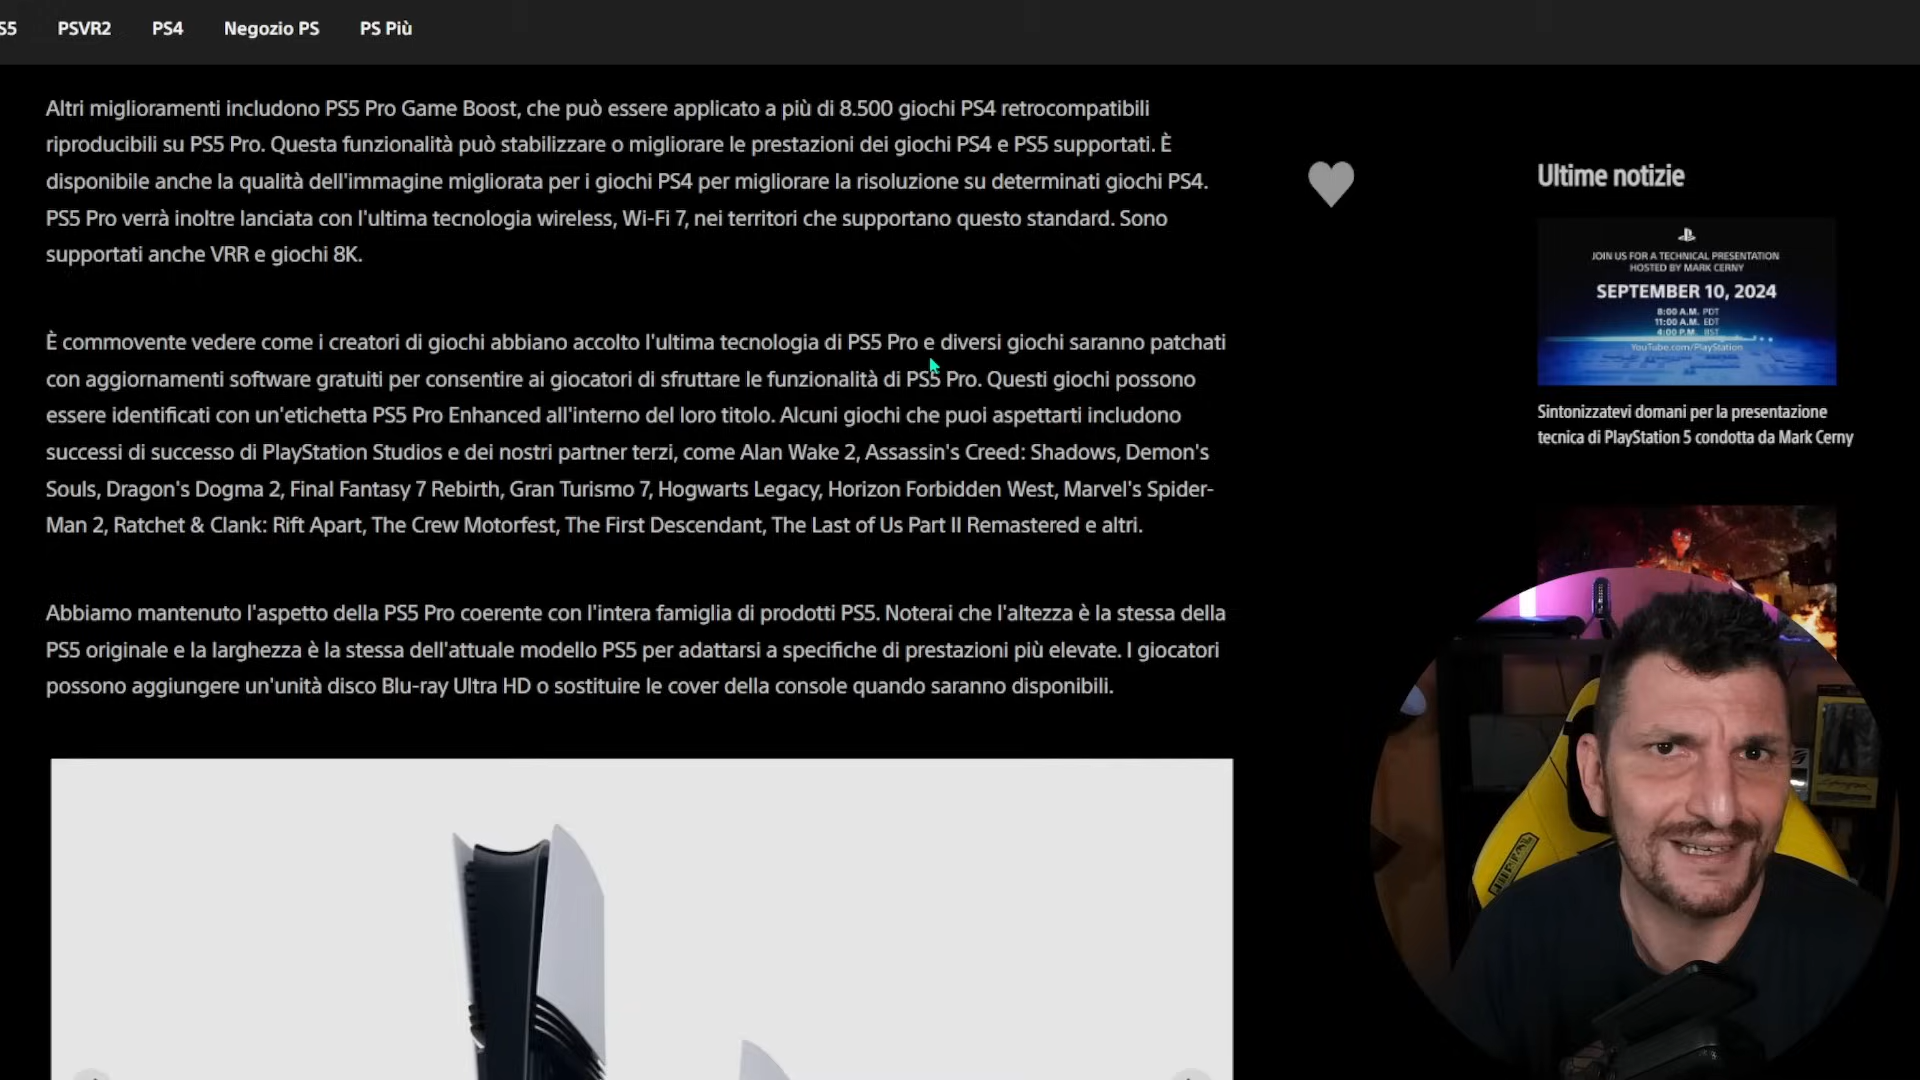 S5 PSVR2 PS4 Negozio PS PS Più
Altri miglioramenti includono PS5 Pro Game Boost, che può essere applicato a più di 8.500 giochi PS4 retrocompatibili
riproducibili su PS5 Pro. Questa funzionalità può stabilizzare o migliorare le prestazioni dei giochi PS4 e PS5 supportati. È
disponibile anche la qualità dell'immagine migliorata per i giochi PS4 per migliorare la risoluzione su determinati giochi PS4.
PS5 Pro verrà inoltre lanciata con l'ultima tecnologia wireless, Wi-Fi 7, nei territori che supportano questo standard. Sono
supportati anche VRR e giochi 8K.
È commovente vedere come i creatori di giochi abbiano accolto l'ultima tecnologia di PS5 Pro e diversi giochi saranno patchati
con aggiornamenti software gratuiti per consentire ai giocatori di sfruttare le funzionalità di PS5 Pro. Questi giochi possono
essere identificati con un'etichetta PS5 Pro Enhanced all'interno del loro titolo. Alcuni giochi che puoi aspettarti includono
successi di successo di PlayStation Studios e dei nostri partner terzi, come Alan Wake 2, Assassin's Creed: Shadows, Demon's
Souls, Dragon's Dogma 2, Final Fantasy 7 Rebirth, Gran Turismo 7, Hogwarts Legacy, Horizon Forbidden West, Marvel's Spider-
Man 2, Ratchet & Clank: Rift Apart, The Crew Motorfest, The First Descendant, The Last of Us Part II Remastered e altri.
Abbiamo mantenuto l'aspetto della PS5 Pro coerente con l'intera famiglia di prodotti PS5. Noterai che l'altezza è la stessa della
PS5 originale e la larghezza è la stessa dell'attuale modello PS5 per adattarsi a specifiche di prestazioni più elevate. I giocatori
possono aggiungere un'unità disco Blu-ray Ultra HD o sostituire le cover della console quando saranno disponibili.
Ultime notizie
JOIN US FOR A TECHNICAL PRESENTATION
HOSTED BY MARK CERNY
SEPTEMBER 10, 2024
8:00 A.M. PDT
11:00 A.M. EDT
4:00 P.M. BST
YouTube.com/PlayStation
Sintonizzatevi domani per la presentazione
tecnica di PlayStation 5 condotta da Mark Cerny